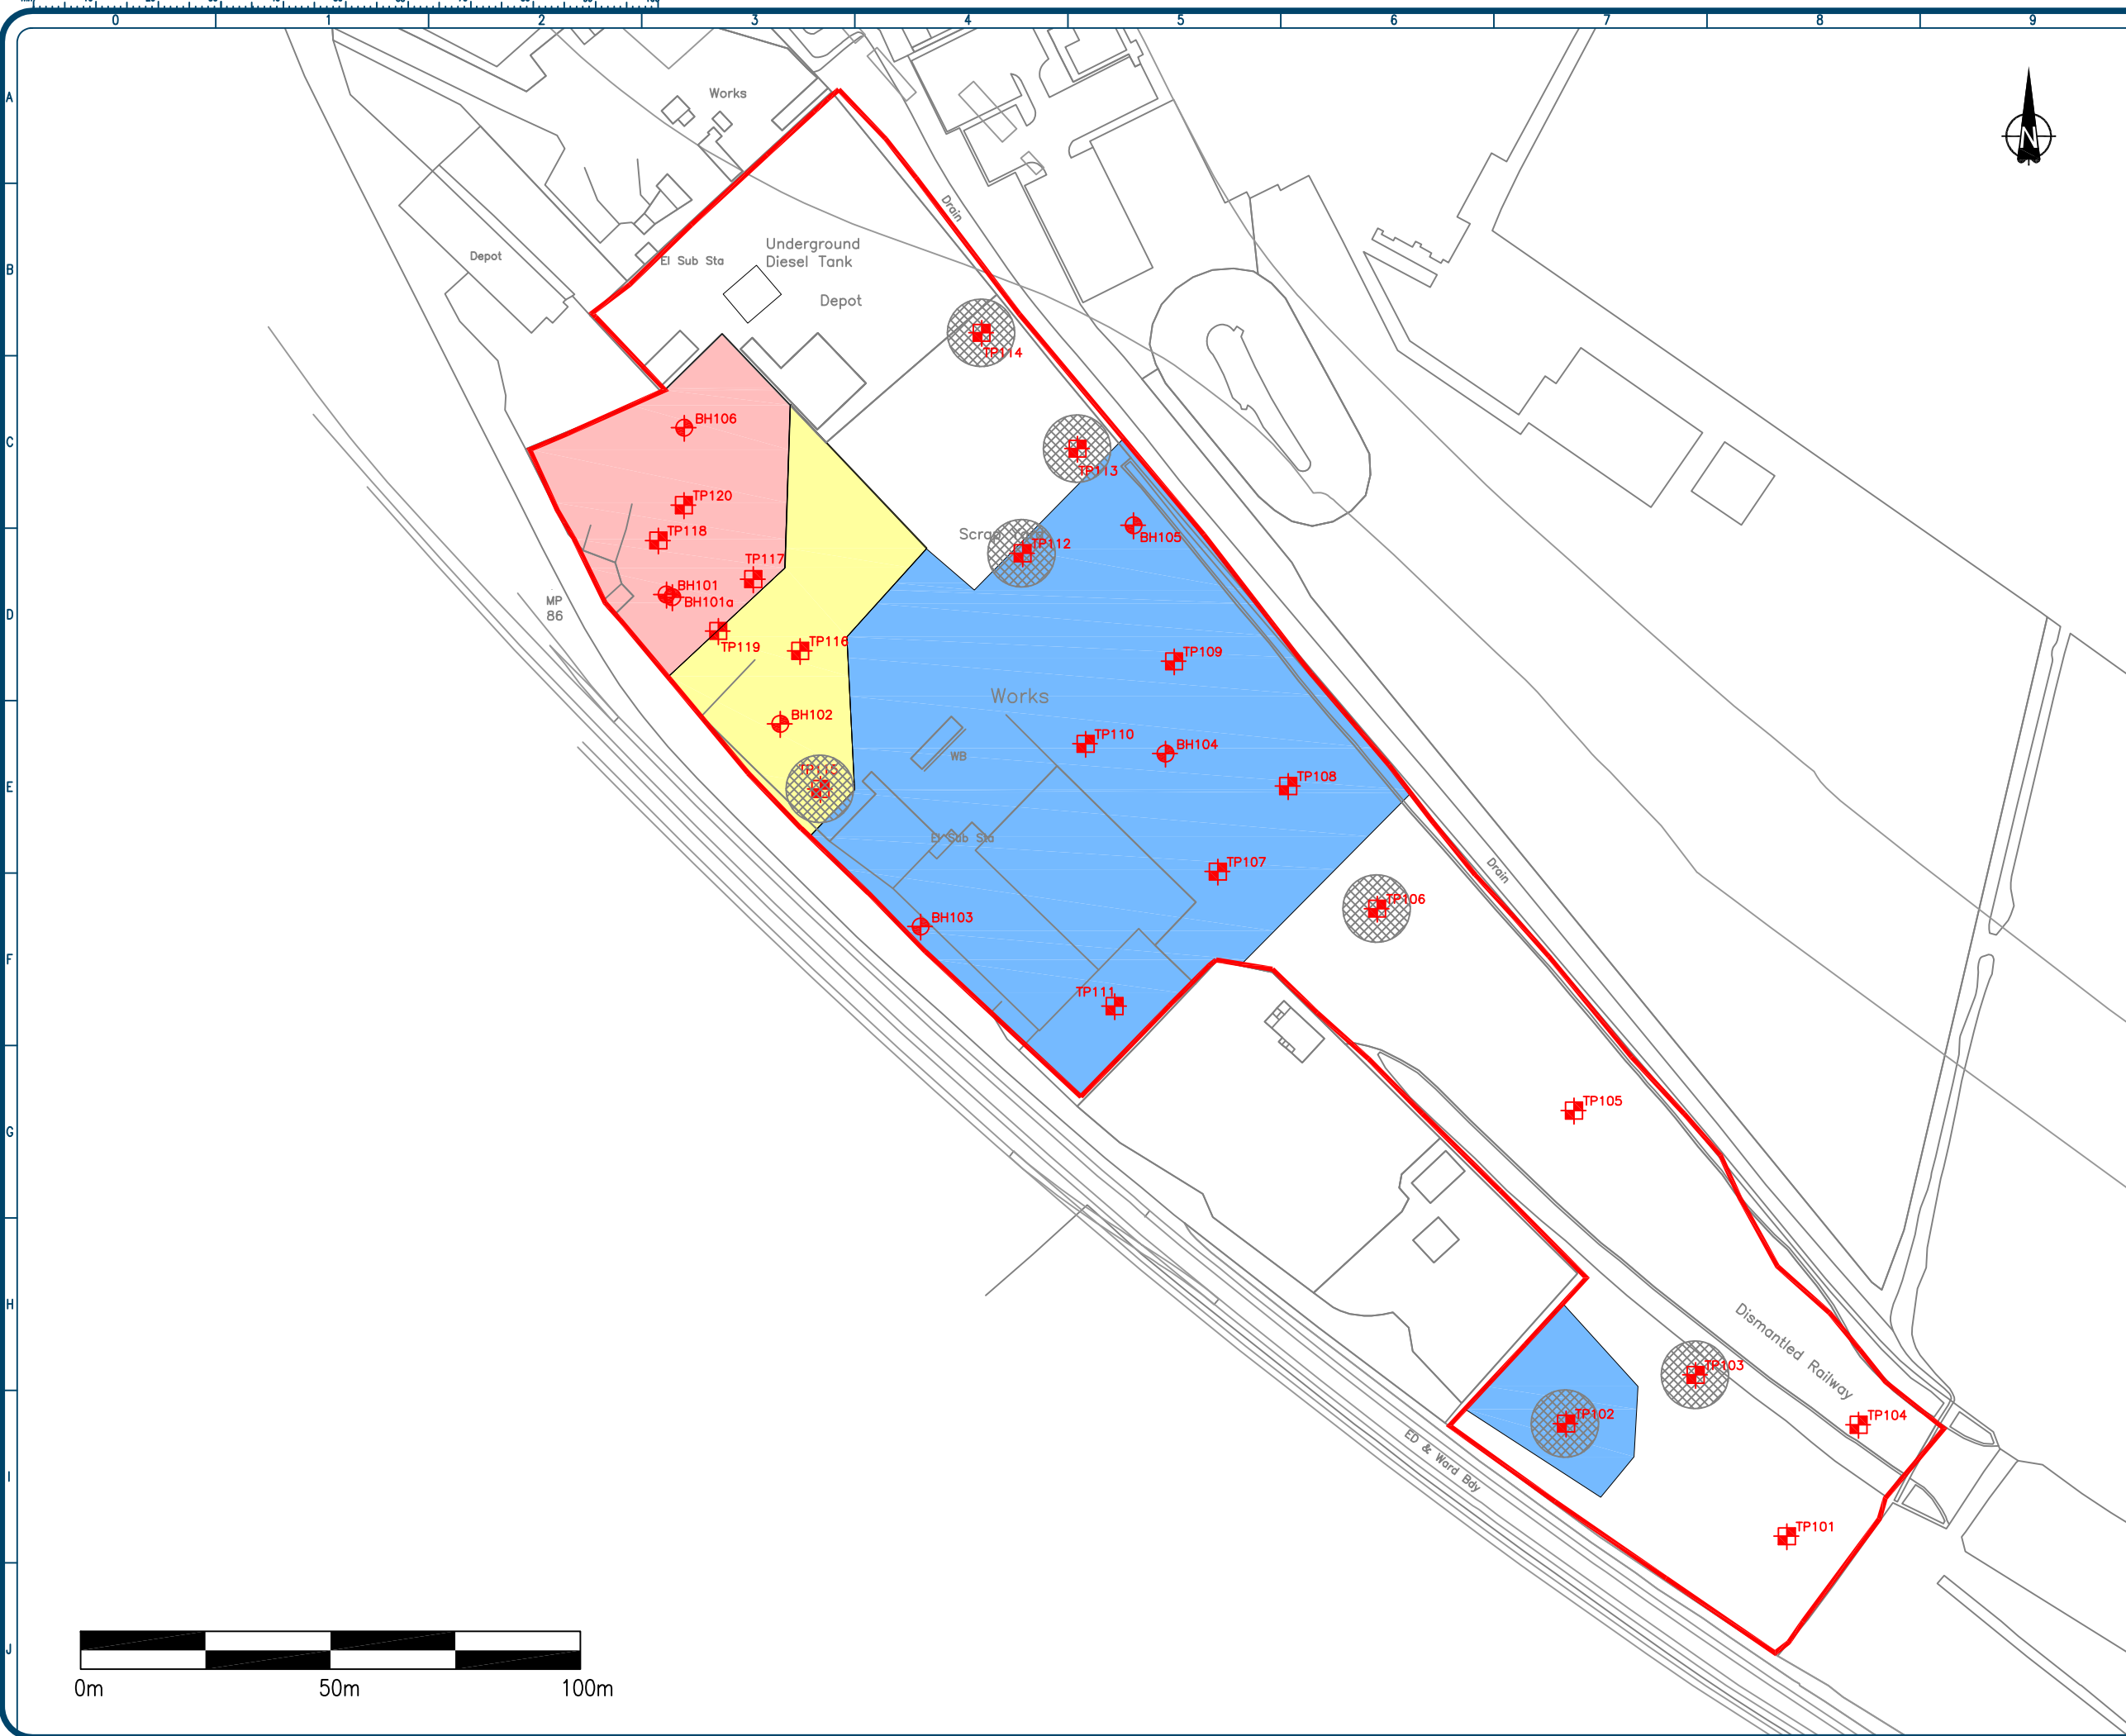 0 1 2 3 4 5 6 7 8 9
A
Works
N
Drain
B
Depot
El Sub Sta
Underground
Diesel Tank
Depot
TP114
C
BH106
TP113
TP120
TP118
BH105
TP112
TP117
BH101
BH101a
D
MP
86
TP119
TP116
TP109
Works
BH102
TP110
BH104
WB
TP115
TP108
E
El Sub Sta
TP107
Drain
TP106
BH103
F
TP111
TP105
G
H
Dismantled Railway
TP103
TP102
TP104
ED & Ward Bdy
I
TP101
J
0m 50m 100m